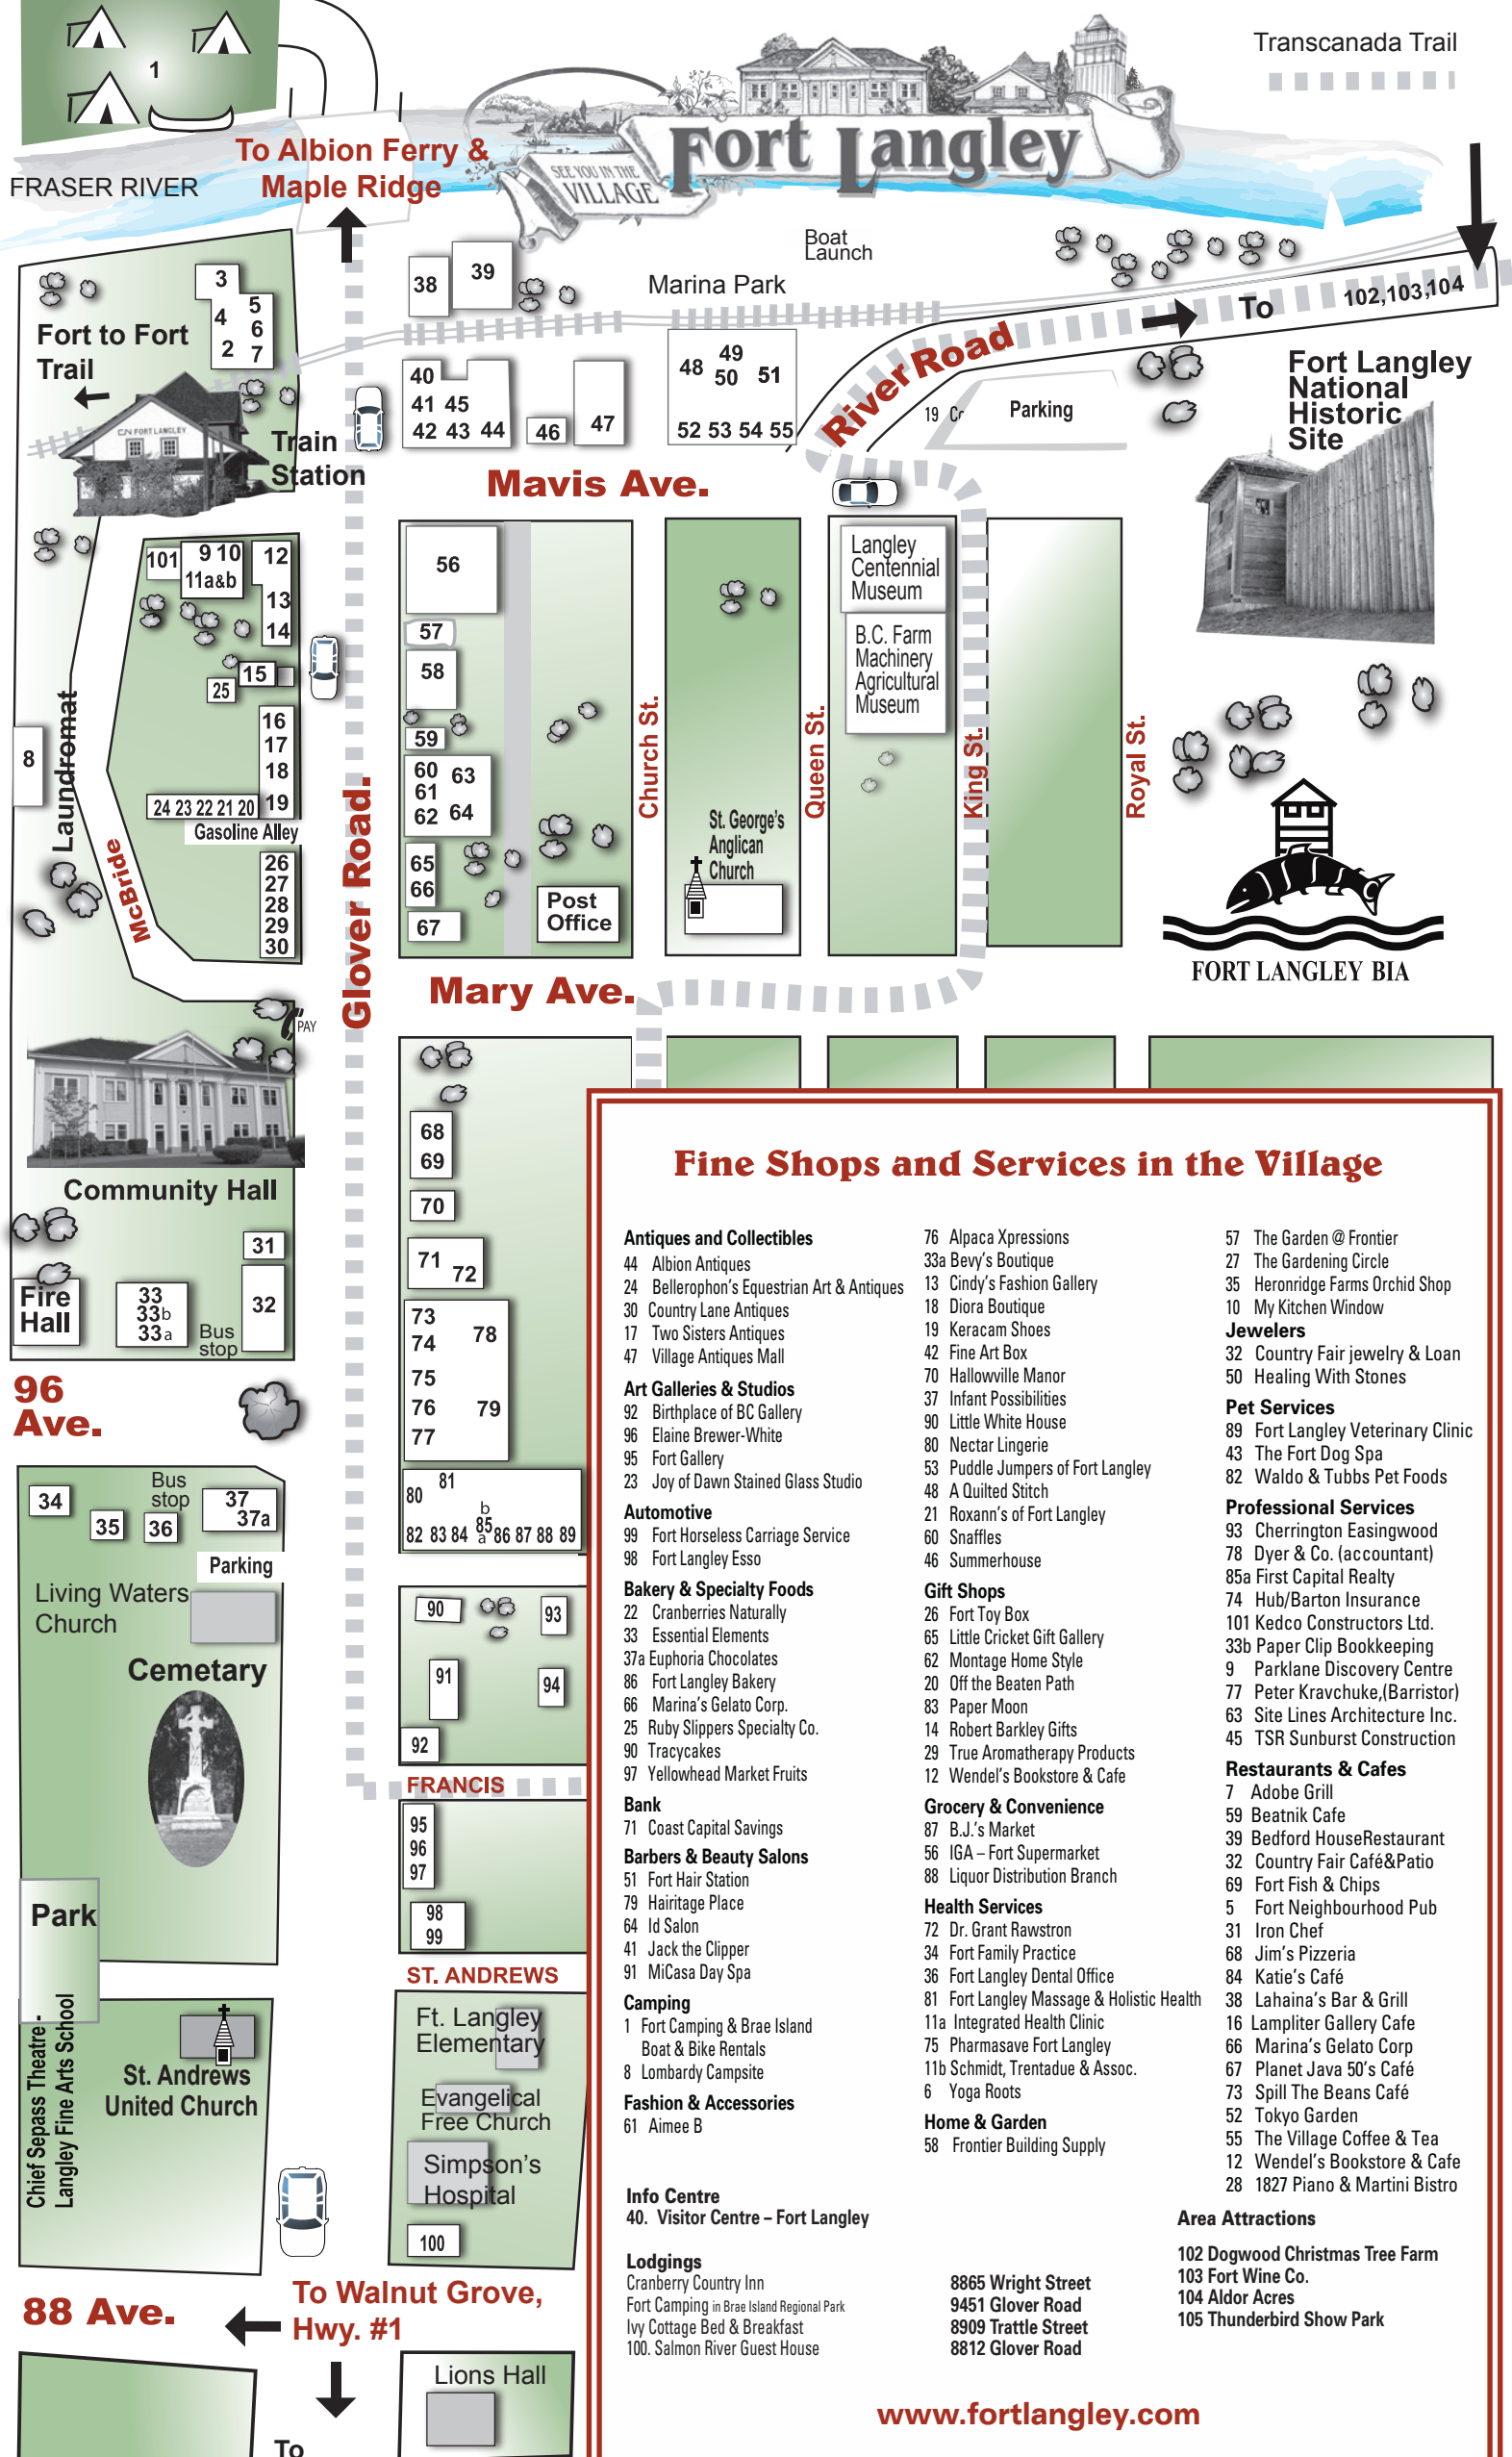 Transcanada Trail
1
To Albion Ferry &
Maple Ridge
FRASER RIVER
SEE YOU IN THE
VILLAGE
Fort Langley
Boat
Launch
Marina Park
38
39
3
4
5
6
2
7
Fort to Fort
Trail
CN FORT LANGLEY
Train
Station
40
41 45
42 43 44
46
47
48
49
50
51
52 53 54 55
River Road
To
102,103,104
19
Parking
Fort Langley
National
Historic
Site
Mavis Ave.
101
9 10
11a&b
12
13
14
15
25
16
17
18
24 23 22 21 20 19
Gasoline Alley
26
27
28
29
30
8
Laundromat
McBride
Glover Road.
56
57
58
59
60
63
61
62 64
65
66
67
Post
Office
Church St.
St. George's
Anglican
Church
Queen St.
Langley
Centennial
Museum
B.C. Farm
Machinery
Agricultural
Museum
King St.
Royal St.
FORT LANGLEY BIA
Mary Ave.
PAY
Community Hall
31
32
Fire
Hall
33
33b
33a
Bus
stop
96
Ave.
68
69
70
71
72
73
74
78
75
76
79
77
81
80
b
82 83 84 85 a 86 87 88 89
34
35
Bus
stop
36
37
37a
Parking
Living Waters
Church
Cemetary
90
93
91
94
92
FRANCIS
95
96
97
98
99
ST. ANDREWS
Park
Chief Sepass Theatre -
Langley Fine Arts School
St. Andrews
United Church
Ft. Langley
Elementary
Evangelical
Free Church
Simpson's
Hospital
100
88 Ave.
To Walnut Grove,
Hwy. #1
Lions Hall
To
Fine Shops and Services in the Village
Antiques and Collectibles
44 Albion Antiques
24 Bellerophon's Equestrian Art & Antiques
30 Country Lane Antiques
17 Two Sisters Antiques
47 Village Antiques Mall
Art Galleries & Studios
92 Birthplace of BC Gallery
96 Elaine Brewer-White
95 Fort Gallery
23 Joy of Dawn Stained Glass Studio
Automotive
99 Fort Horseless Carriage Service
98 Fort Langley Esso
Bakery & Specialty Foods
22 Cranberries Naturally
33 Essential Elements
37a Euphoria Chocolates
86 Fort Langley Bakery
66 Marina's Gelato Corp.
25 Ruby Slippers Specialty Co.
90 Tracycakes
97 Yellowhead Market Fruits
Bank
71 Coast Capital Savings
Barbers & Beauty Salons
51 Fort Hair Station
79 Hairitage Place
64 Id Salon
41 Jack the Clipper
91 MiCasa Day Spa
Camping
1 Fort Camping & Brae Island
Boat & Bike Rentals
8 Lombardy Campsite
Fashion & Accessories
61 Aimee B
76 Alpaca Xpressions
33a Bevy's Boutique
13 Cindy's Fashion Gallery
18 Diora Boutique
19 Keracam Shoes
42 Fine Art Box
70 Hallowville Manor
37 Infant Possibilities
90 Little White House
80 Nectar Lingerie
53 Puddle Jumpers of Fort Langley
48 A Quilted Stitch
21 Roxann's of Fort Langley
60 Snaffles
46 Summerhouse
Gift Shops
26 Fort Toy Box
65 Little Cricket Gift Gallery
62 Montage Home Style
20 Off the Beaten Path
83 Paper Moon
14 Robert Barkley Gifts
29 True Aromatherapy Products
12 Wendel's Bookstore & Cafe
Grocery & Convenience
87 B.J.'s Market
56 IGA – Fort Supermarket
88 Liquor Distribution Branch
Health Services
72 Dr. Grant Rawstron
34 Fort Family Practice
36 Fort Langley Dental Office
81 Fort Langley Massage & Holistic Health
11a Integrated Health Clinic
75 Pharmasave Fort Langley
11b Schmidt, Trentadue & Assoc.
6 Yoga Roots
Home & Garden
58 Frontier Building Supply
57 The Garden @ Frontier
27 The Gardening Circle
35 Heronridge Farms Orchid Shop
10 My Kitchen Window
Jewelers
32 Country Fair jewelry & Loan
50 Healing With Stones
Pet Services
89 Fort Langley Veterinary Clinic
43 The Fort Dog Spa
82 Waldo & Tubbs Pet Foods
Professional Services
93 Cherrington Easingwood
78 Dyer & Co. (accountant)
85a First Capital Realty
74 Hub/Barton Insurance
101 Kedco Constructors Ltd.
33b Paper Clip Bookkeeping
9 Parklane Discovery Centre
77 Peter Kravchuke,(Barristor)
63 Site Lines Architecture Inc.
45 TSR Sunburst Construction
Restaurants & Cafes
7 Adobe Grill
59 Beatnik Cafe
39 Bedford HouseRestaurant
32 Country Fair Café&Patio
69 Fort Fish & Chips
5 Fort Neighbourhood Pub
31 Iron Chef
68 Jim's Pizzeria
84 Katie's Café
38 Lahaina's Bar & Grill
16 Lampliter Gallery Cafe
66 Marina's Gelato Corp
67 Planet Java 50's Café
73 Spill The Beans Café
52 Tokyo Garden
55 The Village Coffee & Tea
12 Wendel's Bookstore & Cafe
28 1827 Piano & Martini Bistro
Info Centre
40. Visitor Centre – Fort Langley
Lodgings
Cranberry Country Inn 8865 Wright Street
Fort Camping in Brae Island Regional Park 9451 Glover Road
Ivy Cottage Bed & Breakfast 8909 Trattle Street
100. Salmon River Guest House 8812 Glover Road
Area Attractions
102 Dogwood Christmas Tree Farm
103 Fort Wine Co.
104 Aldor Acres
105 Thunderbird Show Park
www.fortlangley.com